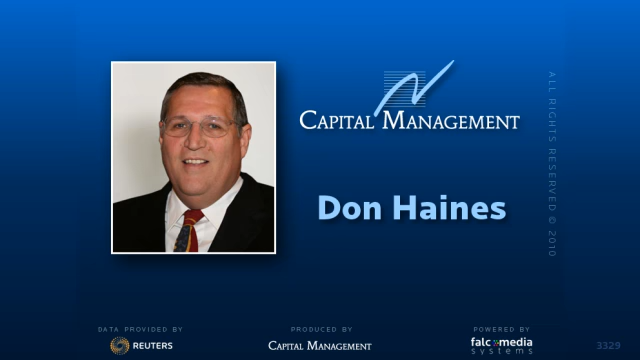 CAPITAL MANAGEMENT
ALL RIGHTS RESERVED © 2010
Don Haines
DATA PROVIDED BY
REUTERS
PRODUCED BY
CAPITAL MANAGEMENT
POWERED BY
falc media
systems
3329